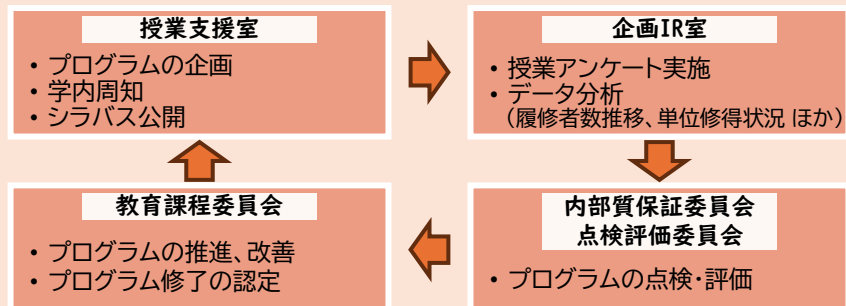 授業支援室
• プログラムの企画
• 学内周知
• シラバス公開
企画IR室
• 授業アンケート実施
• データ分析
（履修者数推移、単位修得状況 ほか）
教育課程委員会
• プログラムの推進、改善
• プログラム修了の認定
内部質保証委員会
点検評価委員会
• プログラムの点検・評価